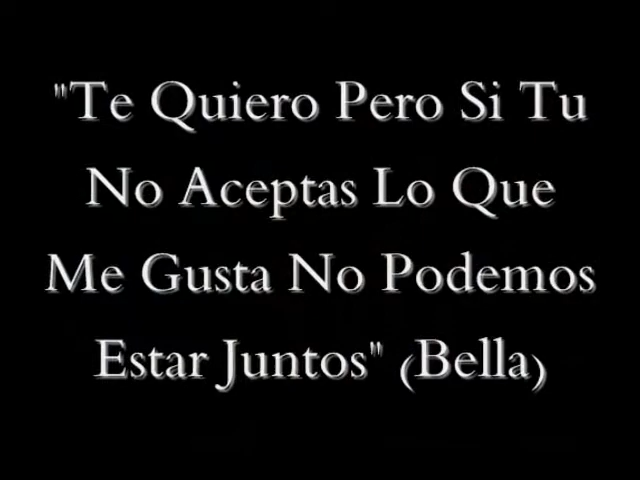 "Te Quiero Pero Si Tu
No Aceptas Lo Que
Me Gusta No Podemos
Estar Juntos" (Bella)